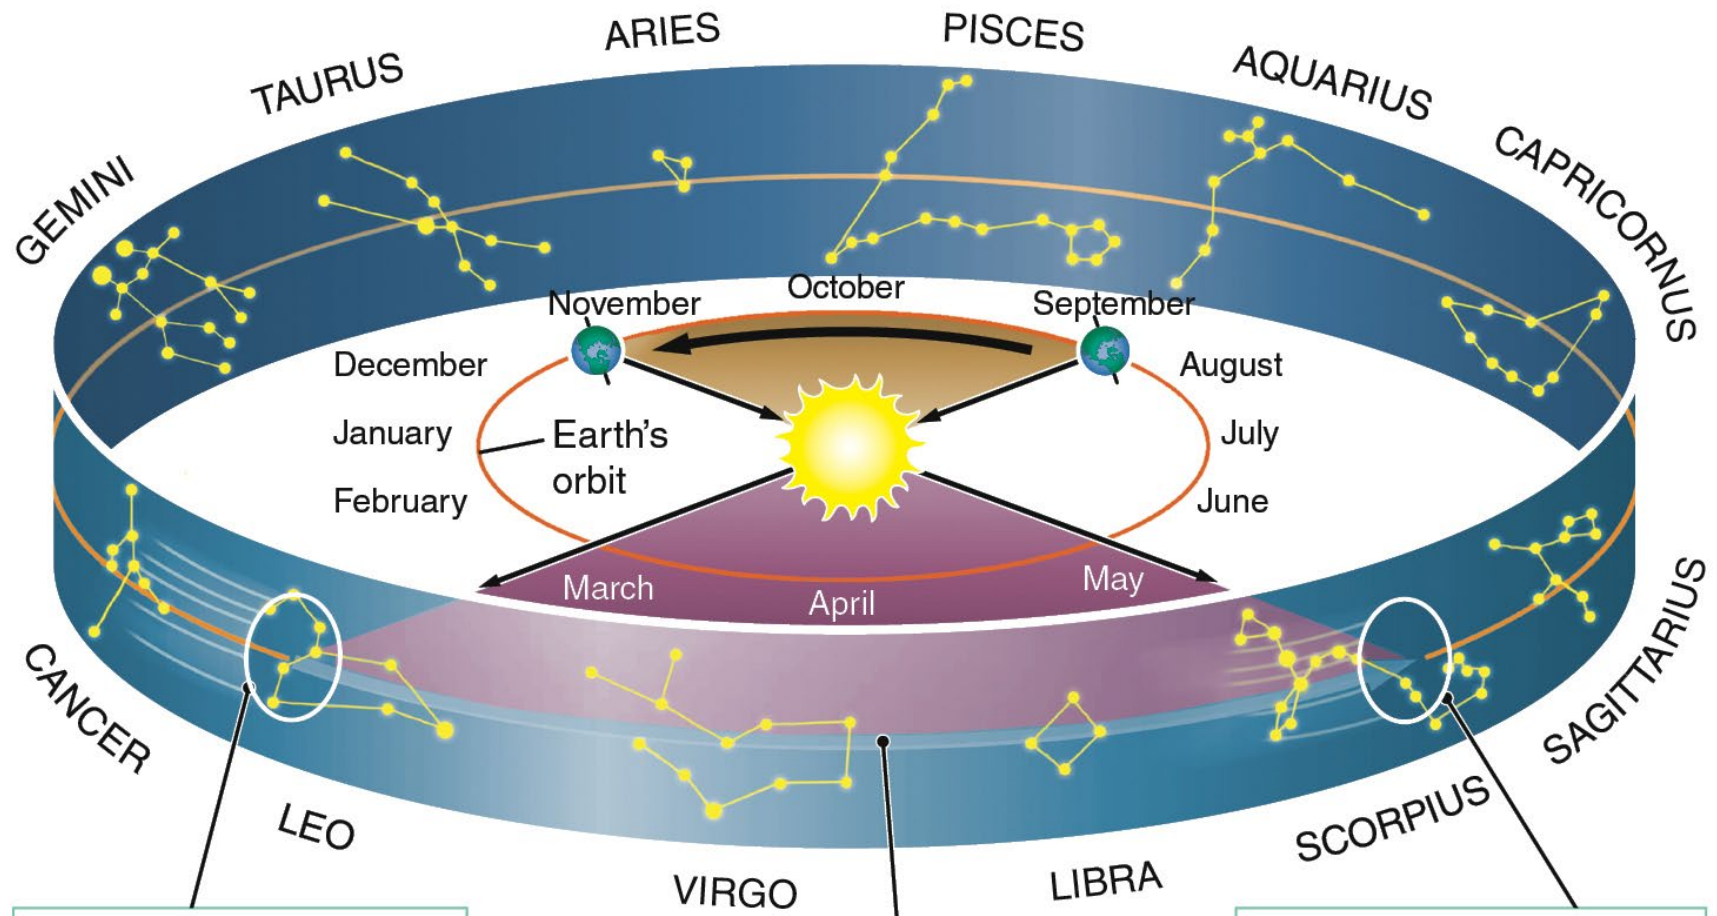 ARIES
PISCES
TAURUS
AQUARIUS
GEMINI
CAPRICORNUS
November
October
September
December
August
January
Earth's
orbit
July
February
June
March
April
May
CANCER
SAGITTARIUS
LEO
SCORPIUS
VIRGO
LIBRA